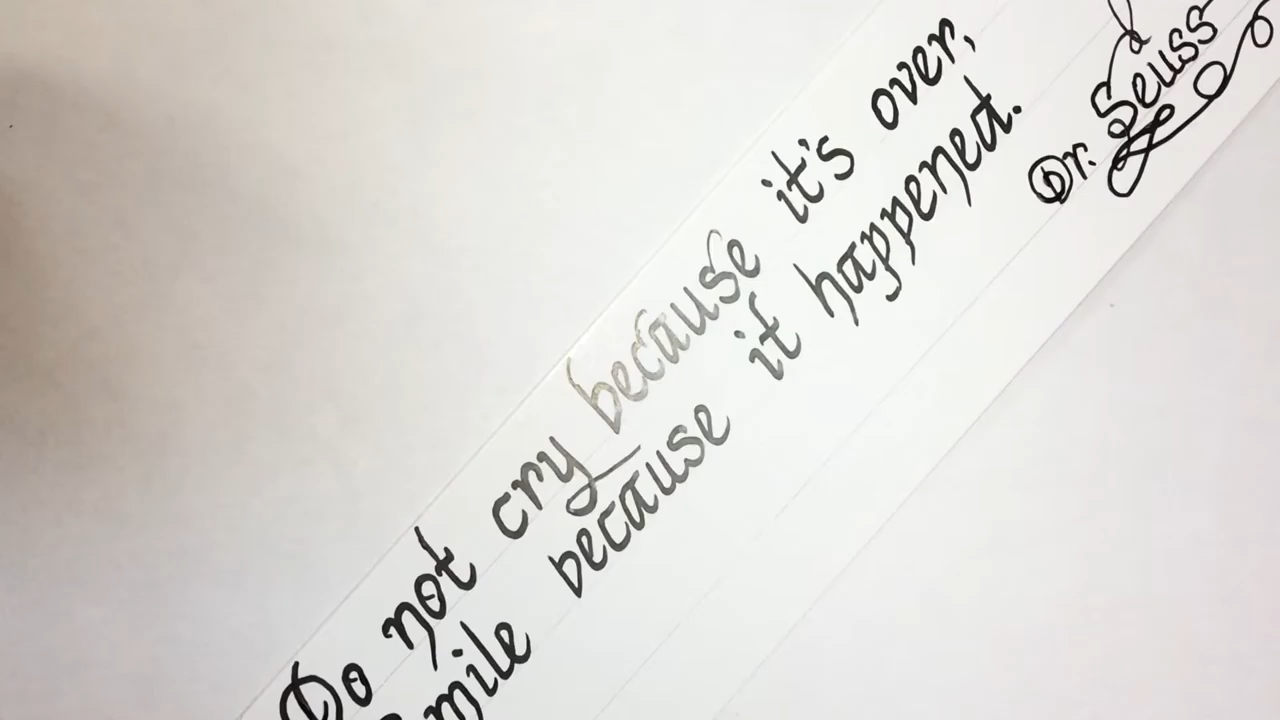 Do not cry because it's over,
Smile because it happened.
Dr. Seuss